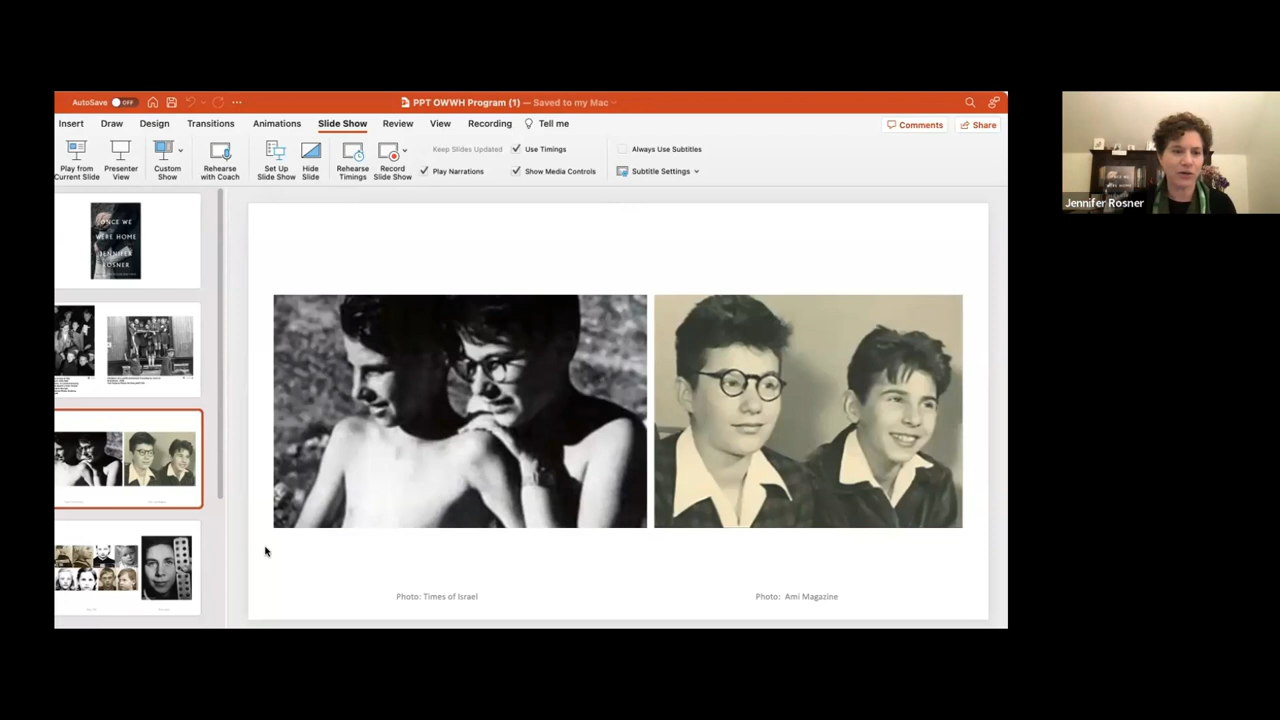 AutoSave OFF
PPT OWWH Program (1) — Saved to my Mac
Insert Draw Design Transitions Animations Slide Show Review View Recording Tell me
Comments Share
Play from
Current Slide
Presenter
View
Custom
Show
Rehearse
with Coach
Set Up
Slide Show
Hide
Slide
Rehearse
Timings
Record
Slide Show
Keep Slides Updated
Use Timings
Play Narrations
Show Media Controls
Always Use Subtitles
Subtitle Settings
ONCE WE
WERE HOME
JENNIFER
ROSNER
Photo: Times of Israel
Photo: Ami Magazine
Jennifer Rosner